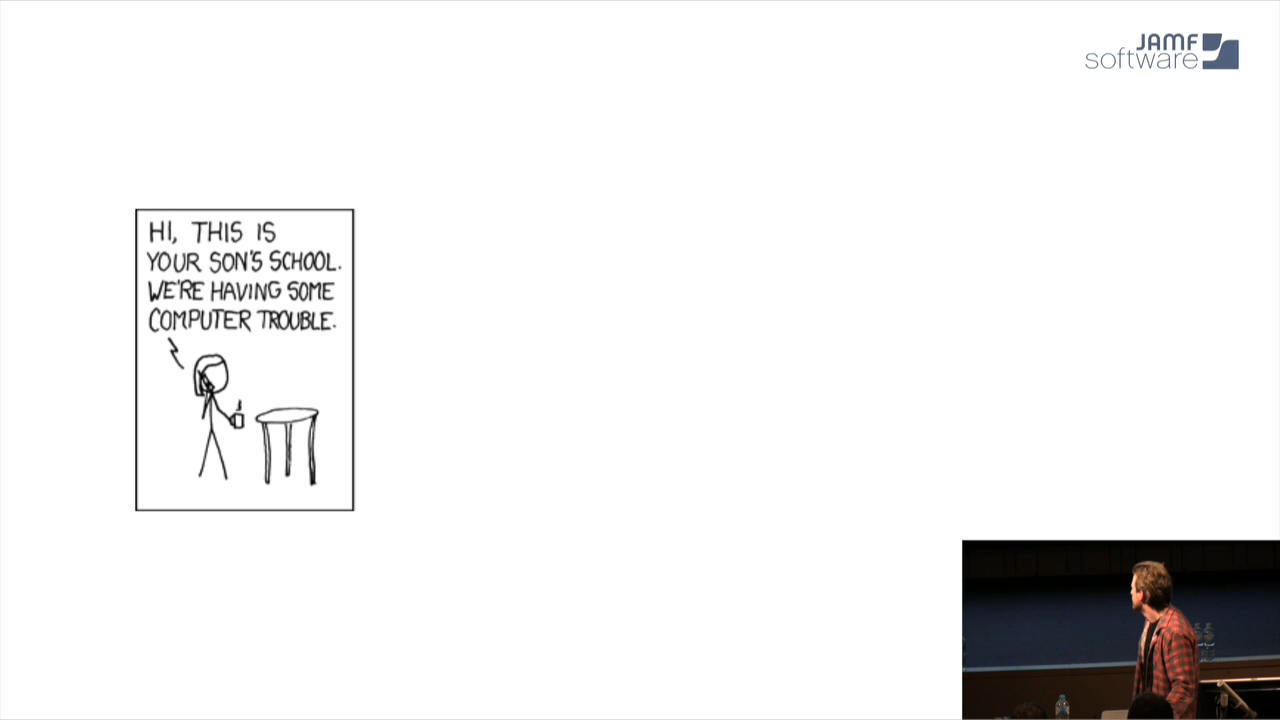 JAMF
software
HI, THIS IS
YOUR SON'S SCHOOL.
WE'RE HAVING SOME
COMPUTER TROUBLE.